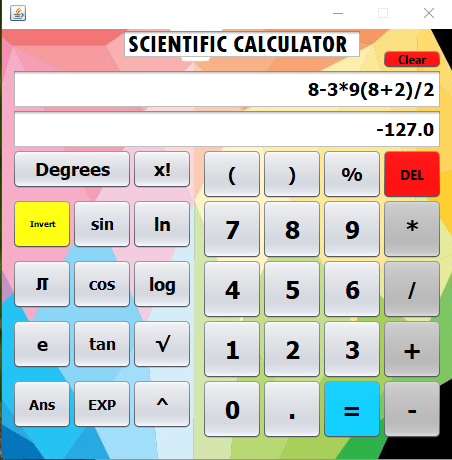 SCIENTIFIC CALCULATOR
Clear
8-3*9(8+2)/2
-127.0
Degrees x! ( ) % DEL
Invert sin ln 7 8 9 *
π cos log 4 5 6 /
e tan √ 1 2 3 +
Ans EXP ^ 0 . = -